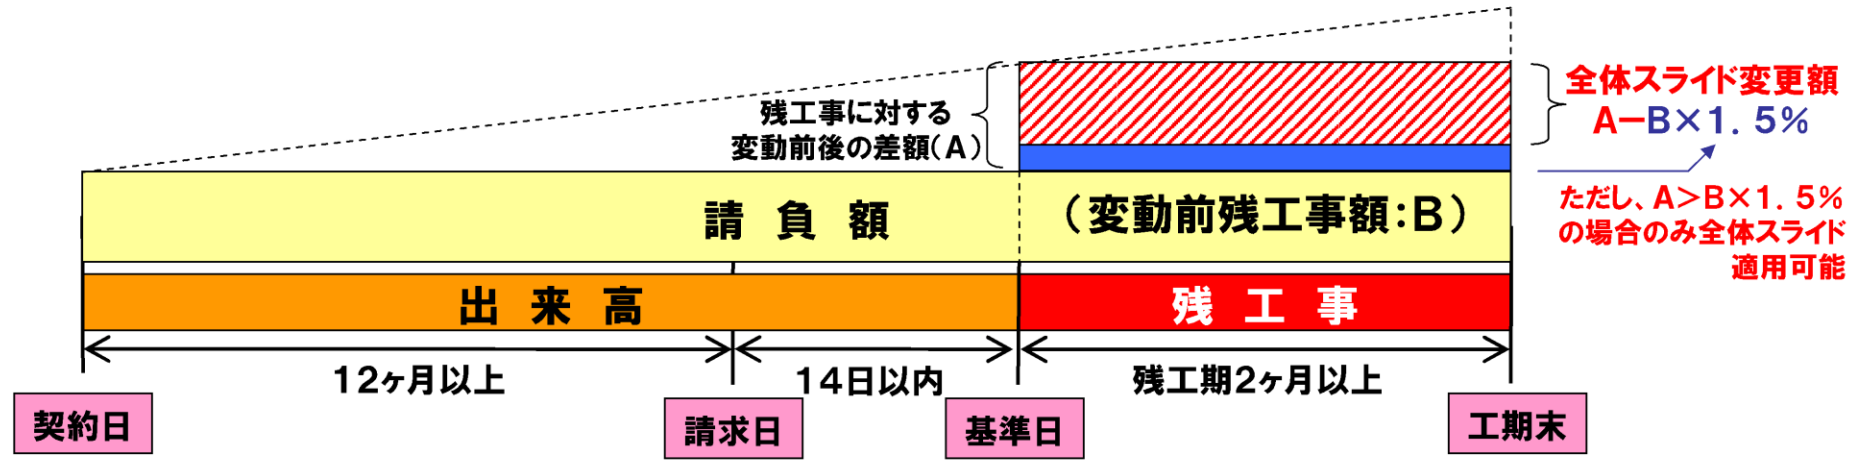 残工事に対する
変動前後の差額(A)
全体スライド変更額
A－B×1.5%
ただし、A＞B×1.5%
の場合のみ全体スライド
適用可能
請負額
（変動前残工事額：B）
出来高
残工事
12ヶ月以上
14日以内
残工期2ヶ月以上
契約日
請求日
基準日
工期末